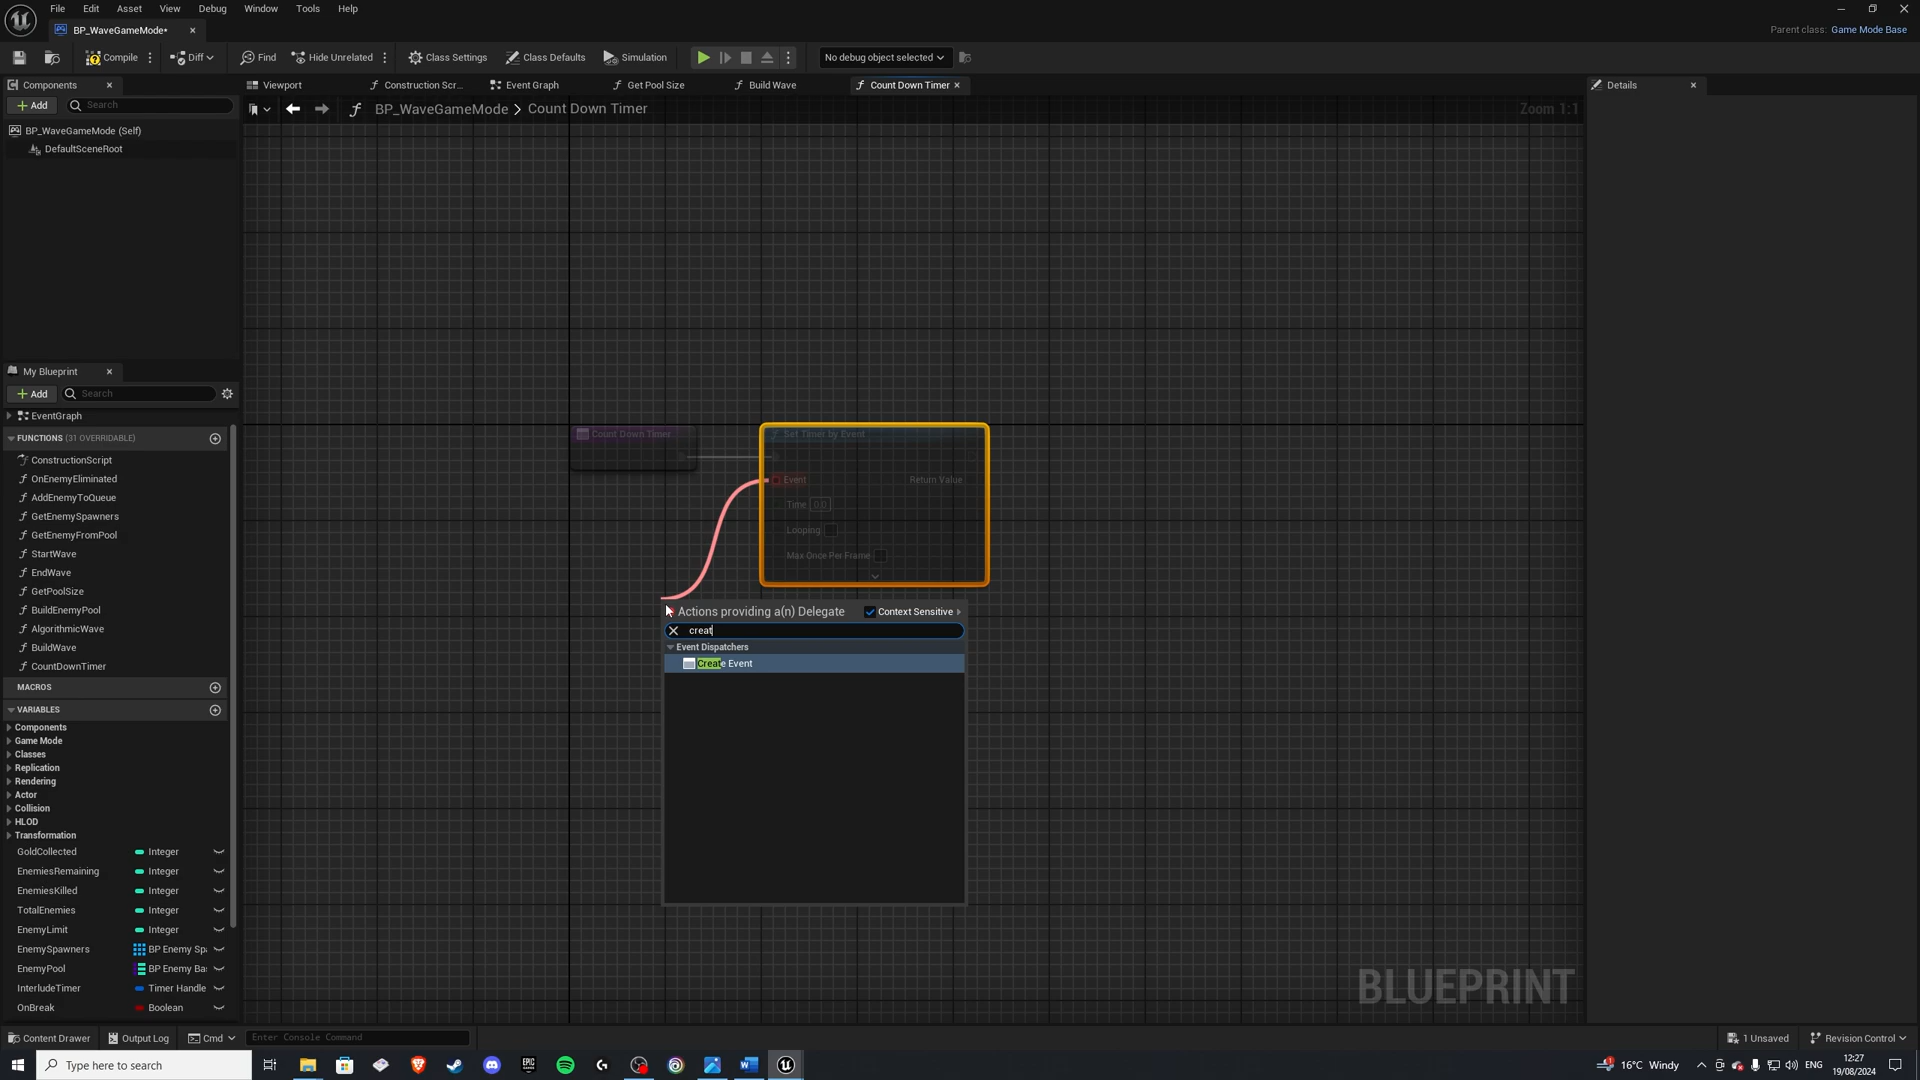 File Edit Asset View Debug Window Tools Help
BP_WaveGameMode*
Parent class: Game Mode Base
Compile Diff Find Hide Unrelated Class Settings Class Defaults Simulation No debug object selected
Components
Viewport Construction Scr... Event Graph Get Pool Size Build Wave Count Down Timer
Details
Add Search
BP_WaveGameMode > Count Down Timer
Zoom 1:1
BP_WaveGameMode (Self)
DefaultSceneRoot
My Blueprint
Add Search
EventGraph
FUNCTIONS (31 OVERRIDABLE)
ConstructionScript
OnEnemyEliminated
AddEnemyToQueue
GetEnemySpawners
GetEnemyFromPool
StartWave
EndWave
GetPoolSize
BuildEnemyPool
AlgorithmicWave
BuildWave
CountDownTimer
MACROS
VARIABLES
Components
Game Mode
Classes
Replication
Rendering
Actor
Collision
HLOD
Transformation
GoldCollected Integer
EnemiesRemaining Integer
EnemiesKilled Integer
TotalEnemies Integer
EnemyLimit Integer
EnemySpawners BP Enemy Spa
EnemyPool BP Enemy Bas
InterludeTimer Timer Handle
OnBreak Boolean
Count Down Timer
Set Timer by Event
Event Return Value
Time 0.0
Looping
Max Once Per Frame
Actions providing a(n) Delegate Context Sensitive
creat
Event Dispatchers
Create Event
BLUEPRINT
Content Drawer Output Log Cmd Enter Console Command
1 Unsaved Revision Control
Type here to search
16°C Windy
ENG
12:27
19/08/2024